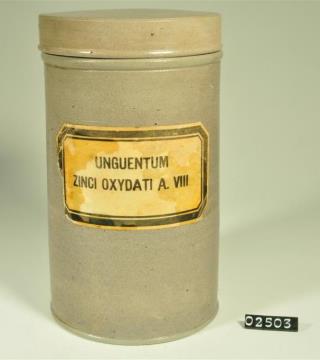 UNGUENTUM
ZINCI OXYDATI A. VIII
02503